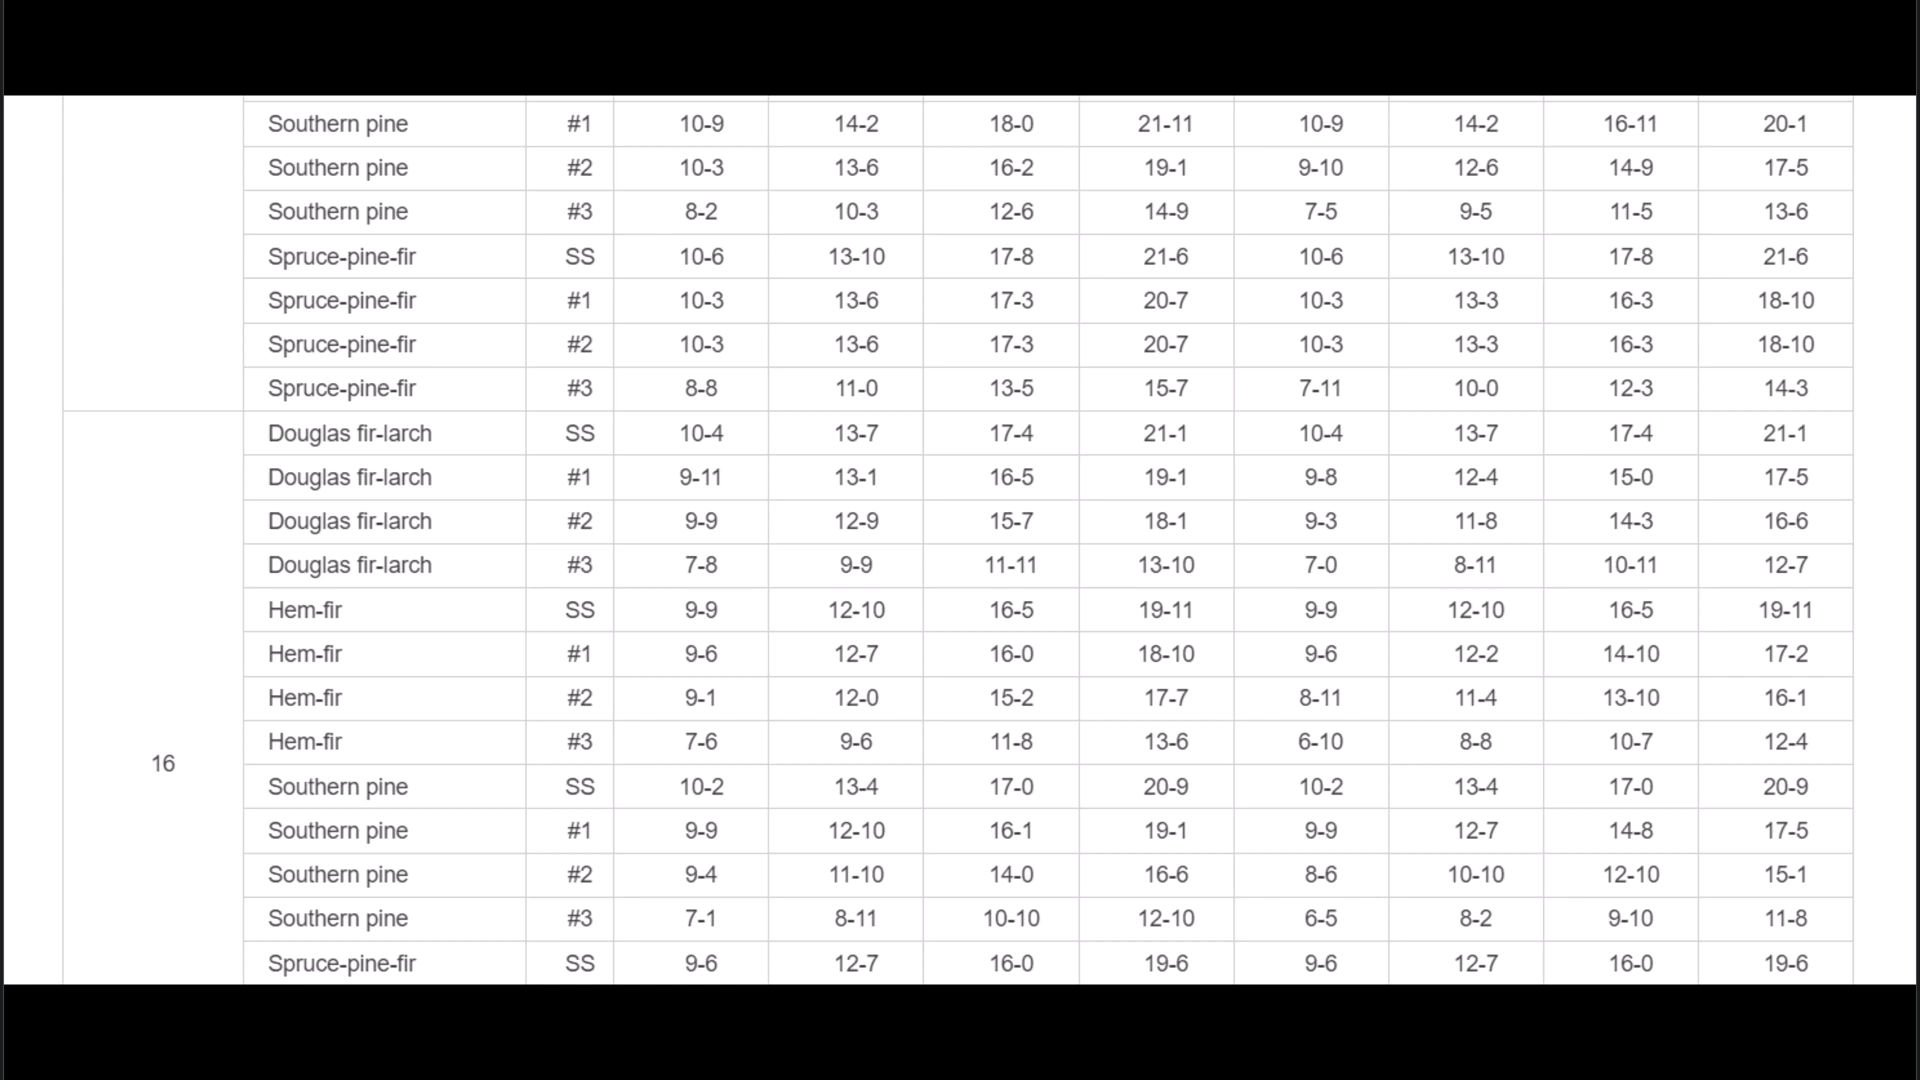 Southern pine #1 10-9 14-2 18-0 21-11 10-9 14-2 16-11 20-1
Southern pine #2 10-3 13-6 16-2 19-1 9-10 12-6 14-9 17-5
Southern pine #3 8-2 10-3 12-6 14-9 7-5 9-5 11-5 13-6
Spruce-pine-fir SS 10-6 13-10 17-8 21-6 10-6 13-10 17-8 21-6
Spruce-pine-fir #1 10-3 13-6 17-3 20-7 10-3 13-3 16-3 18-10
Spruce-pine-fir #2 10-3 13-6 17-3 20-7 10-3 13-3 16-3 18-10
Spruce-pine-fir #3 8-8 11-0 13-5 15-7 7-11 10-0 12-3 14-3
Douglas fir-larch SS 10-4 13-7 17-4 21-1 10-4 13-7 17-4 21-1
Douglas fir-larch #1 9-11 13-1 16-5 19-1 9-8 12-4 15-0 17-5
Douglas fir-larch #2 9-9 12-9 15-7 18-1 9-3 11-8 14-3 16-6
Douglas fir-larch #3 7-8 9-9 11-11 13-10 7-0 8-11 10-11 12-7
Hem-fir SS 9-9 12-10 16-5 19-11 9-9 12-10 16-5 19-11
Hem-fir #1 9-6 12-7 16-0 18-10 9-6 12-2 14-10 17-2
Hem-fir #2 9-1 12-0 15-2 17-7 8-11 11-4 13-10 16-1
Hem-fir #3 7-6 9-6 11-8 13-6 6-10 8-8 10-7 12-4
16
Southern pine SS 10-2 13-4 17-0 20-9 10-2 13-4 17-0 20-9
Southern pine #1 9-9 12-10 16-1 19-1 9-9 12-7 14-8 17-5
Southern pine #2 9-4 11-10 14-0 16-6 8-6 10-10 12-10 15-1
Southern pine #3 7-1 8-11 10-10 12-10 6-5 8-2 9-10 11-8
Spruce-pine-fir SS 9-6 12-7 16-0 19-6 9-6 12-7 16-0 19-6